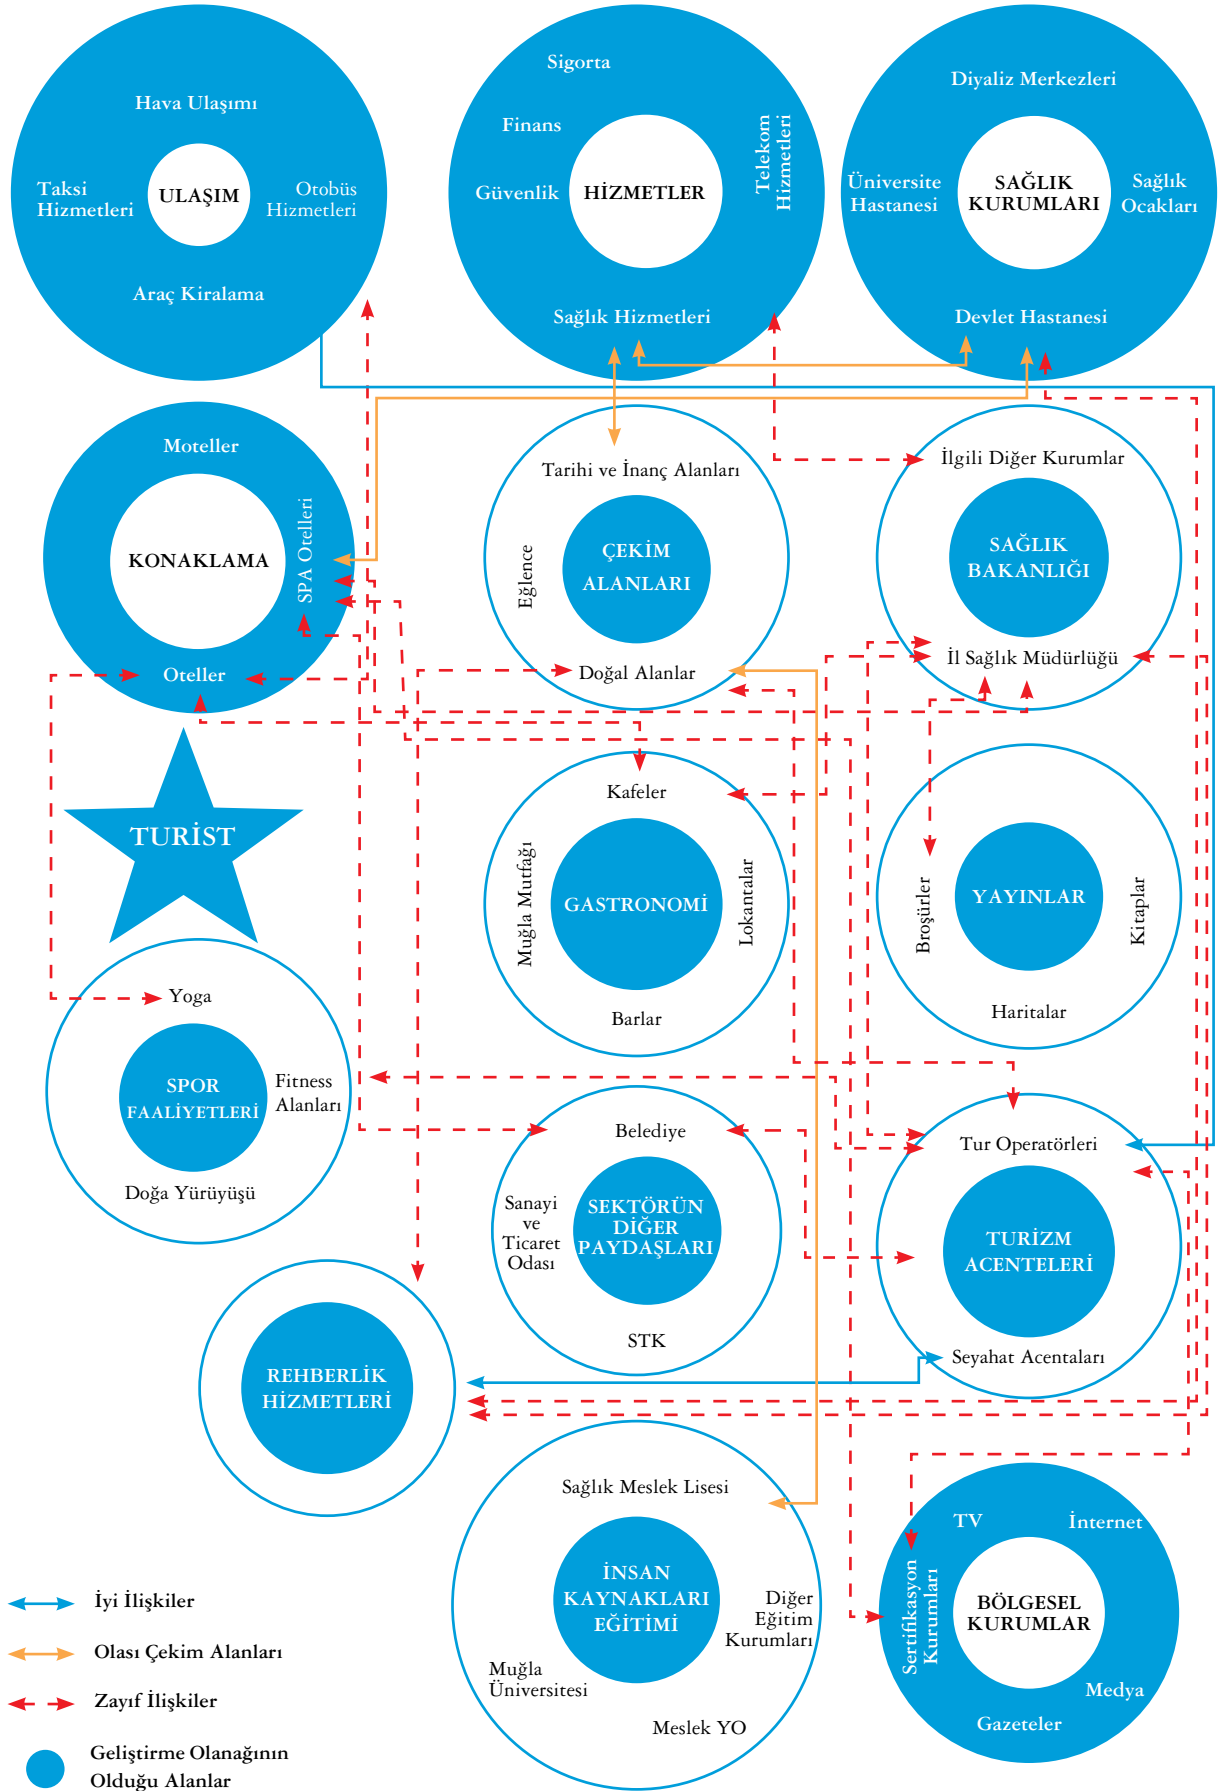 Hava Ulaşımı
Taksi
Hizmetleri
ULAŞIM
Otobüs
Hizmetleri
Araç Kiralama
Sigorta
Finans
Güvenlik
HİZMETLER
Telekom
Hizmetleri
Sağlık Hizmetleri
Diyaliz Merkezleri
Üniversite
Hastanesi
SAĞLIK
KURUMLARI
Sağlık
Ocakları
Devlet Hastanesi
Moteller
KONAKLAMA
SPA Otelleri
Oteller
Tarihi ve İnanç Alanları
Eğlence
ÇEKİM
ALANLARI
Doğal Alanlar
İlgili Diğer Kurumlar
SAĞLIK
BAKANLIĞI
İl Sağlık Müdürlüğü
TURİST
Kafeler
Muğla Mutfağı
GASTRONOMİ
Lokantalar
Barlar
Broşürler
YAYINLAR
Kitaplar
Haritalar
Yoga
SPOR
FAALİYETLERİ
Fitness
Alanları
Doğa Yürüyüşü
Belediye
Sanayi
ve
Ticaret
Odası
SEKTÖRÜN
DİĞER
PAYDAŞLARI
STK
Tur Operatörleri
TURİZM
ACENTELERİ
Seyahat Acentaları
REHBERLİK
HİZMETLERİ
Sağlık Meslek Lisesi
İNSAN
KAYNAKLARI
EĞİTİMİ
Diğer
Eğitim
Kurumları
Muğla
Üniversitesi
Meslek YO
TV
İnternet
Sertifikasyon
Kurumları
BÖLGESEL
KURUMLAR
Medya
Gazeteler
İyi İlişkiler
Olası Çekim Alanları
Zayıf İlişkiler
Geliştirme Olanağının
Olduğu Alanlar